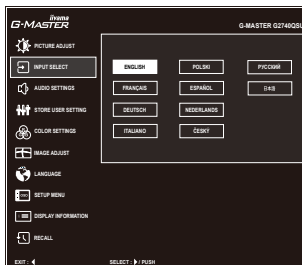 iiyama
G-MASTER
G-MASTER G2740QSU
PICTURE ADJUST
INPUT SELECT
AUDIO SETTINGS
STORE USER SETTING
COLOR SETTINGS
IMAGE ADJUST
LANGUAGE
OSD SETUP MENU
DISPLAY INFORMATION
RECALL
ENGLISH POLSKI РУССКИЙ
FRANÇAIS ESPAÑOL 日本語
DEUTSCH NEDERLANDS
ITALIANO ČESKÝ
EXIT : SELECT : / PUSH